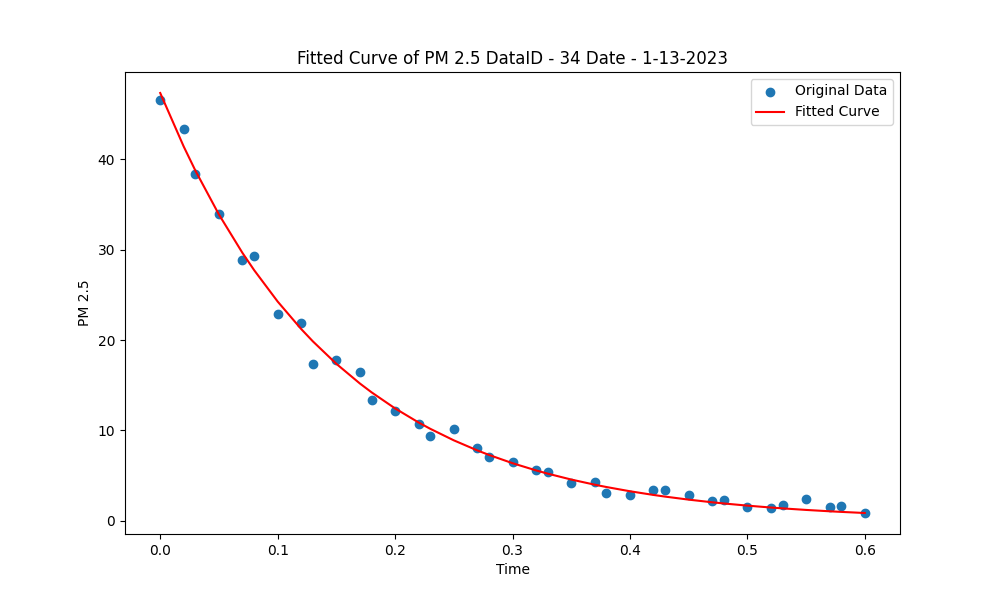 Fitted Curve of PM 2.5 DataID - 34 Date - 1-13-2023
Original Data
Fitted Curve
PM 2.5
40
30
20
10
0
0.0 0.1 0.2 0.3 0.4 0.5 0.6
Time